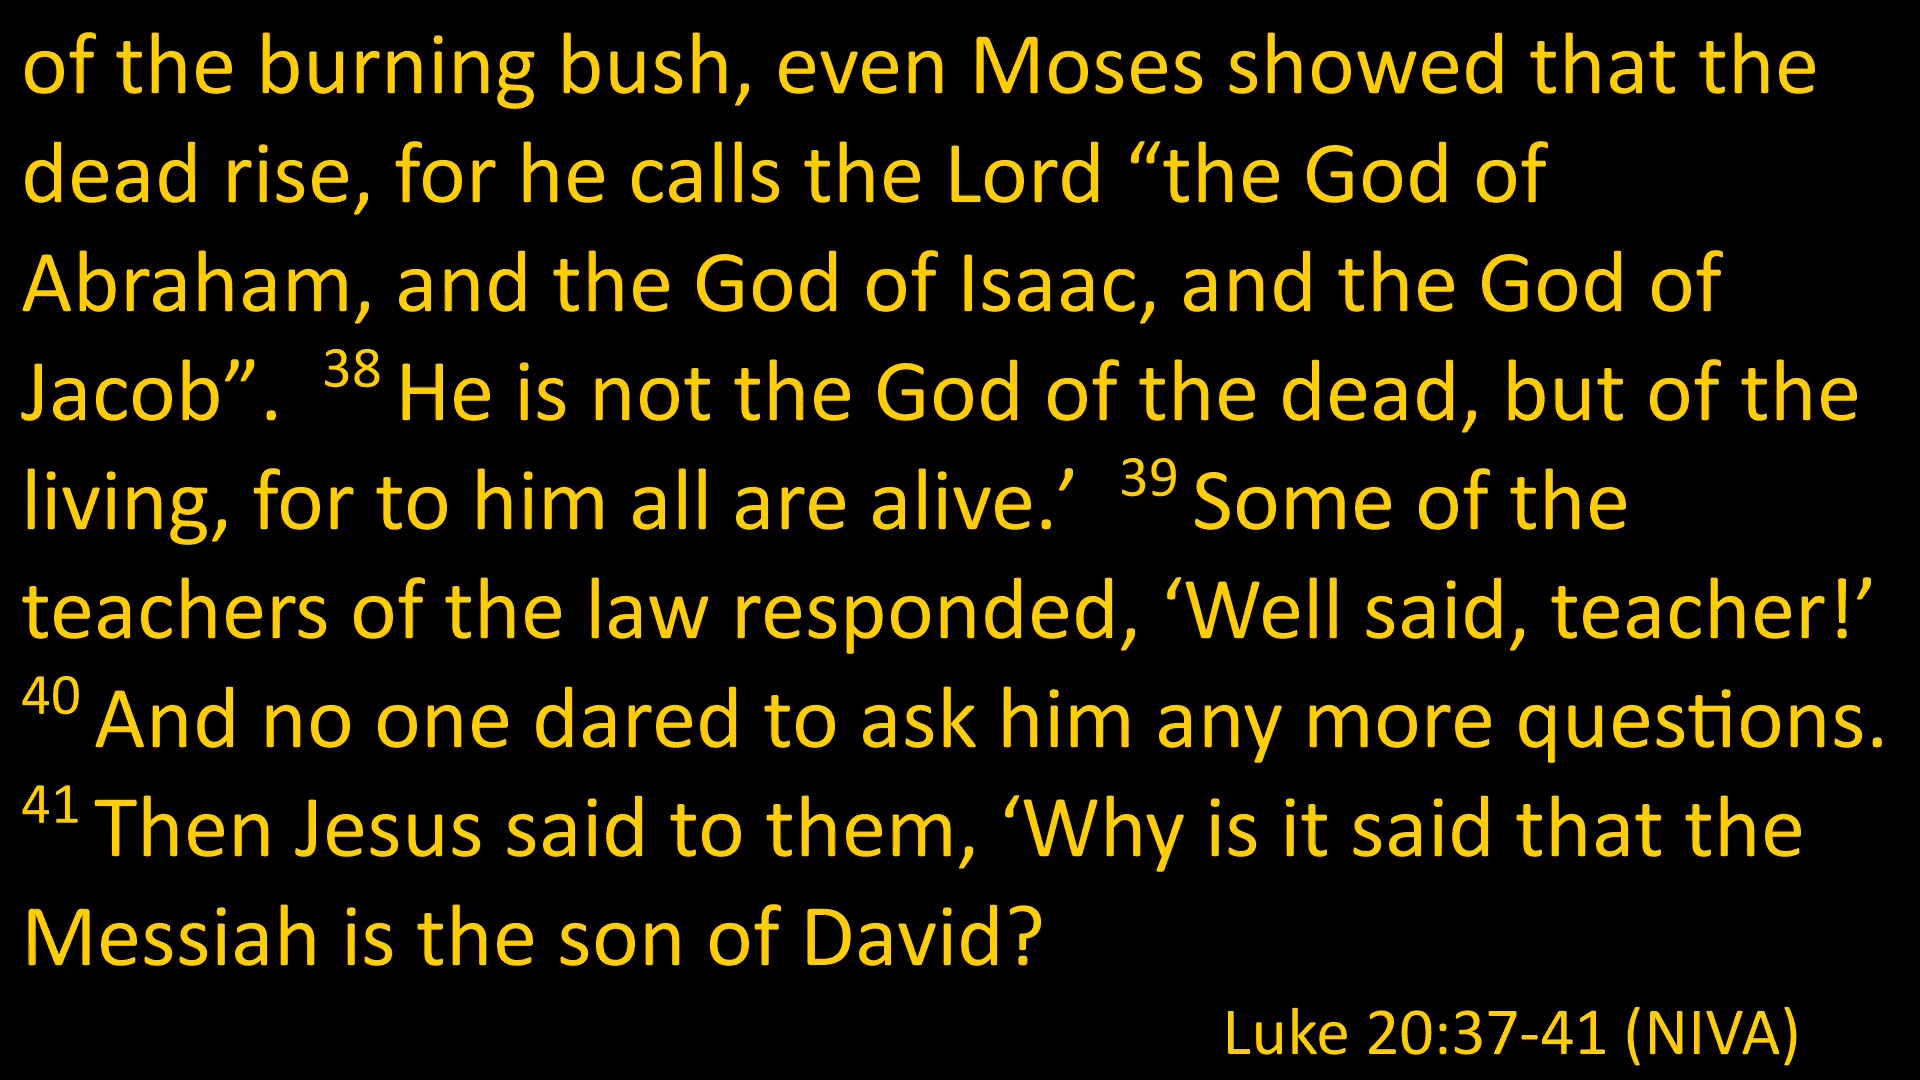 of the burning bush, even Moses showed that the
dead rise, for he calls the Lord “the God of
Abraham, and the God of Isaac, and the God of
Jacob”. 38 He is not the God of the dead, but of the
living, for to him all are alive.’ 39 Some of the
teachers of the law responded, ‘Well said, teacher!’
40 And no one dared to ask him any more questions.
41 Then Jesus said to them, ‘Why is it said that the
Messiah is the son of David?
Luke 20:37-41 (NIVA)